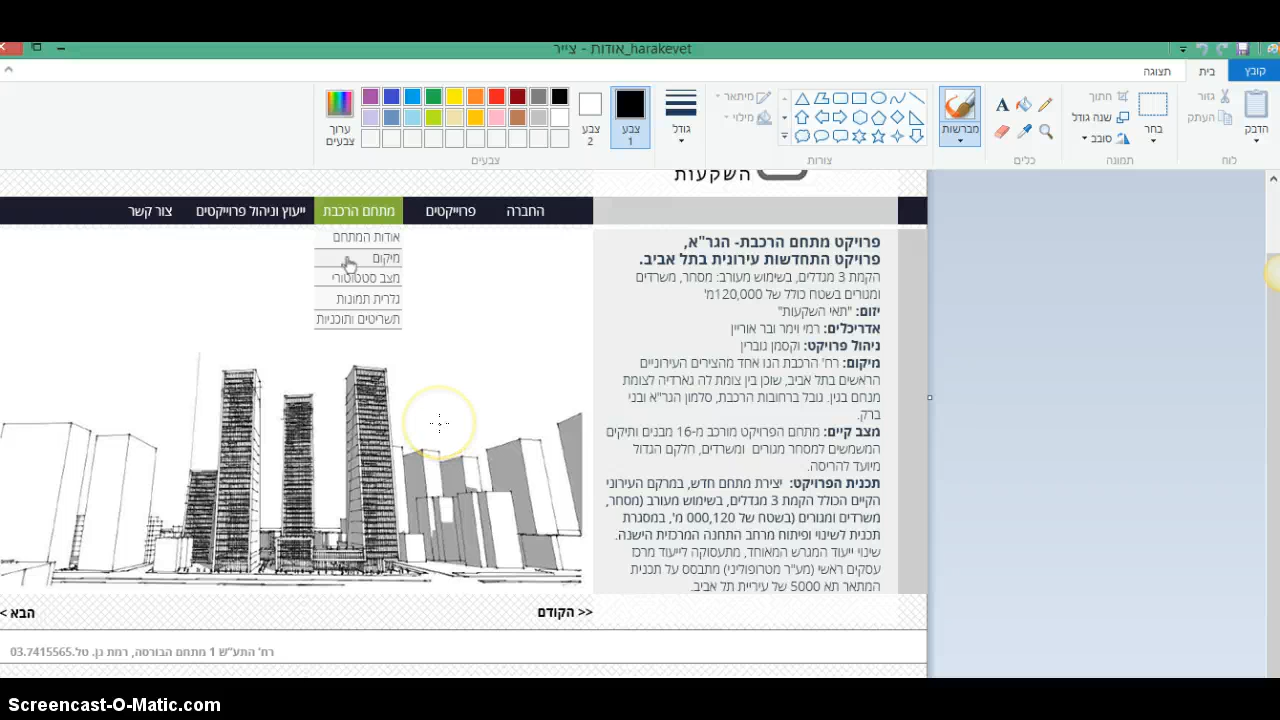 harakevet_אודות - צייר
קובץ
בית
תצוגה
הדבק
גזור
העתק
לוח
בחר
חתוך
שנה גודל
סובב
תמונה
כלים
מברשות
מיתאר
מילוי
צורות
גודל
צבע 1
צבע 2
ערוך צבעים
צבעים
השקעות
החברה
פרוייקטים
מתחם הרכבת
ייעוץ וניהול פרוייקטים
צור קשר
אודות המתחם
מיקום
מצב סטטוטורי
גלרית תמונות
תשריטים ותוכניות
פרויקט מתחם הרכבת- הגר"א,
פרויקט התחדשות עירונית בתל אביב.
הקמת 3 מגדלים, בשימוש מעורב: מסחר, משרדים
ומגורים בשטח כולל של 120,000מ'
יזום: "תאי השקעות"
אדריכלים: רמי וימר ובר אוריין
ניהול פרויקט: וקסמן גוברין
מיקום: רח' הרכבת הנו אחד מהצירים העירוניים
הראשים בתל אביב, שוכן בין צומת לה גארדיה לצומת
מנחם בגין. גובל ברחובות הרכבת, סלמון הגר"א ובני
ברק.
מצב קיים: מתחם הפרויקט מורכב מ-16 מבנים ותיקים
המשמשים למסחר מגורים ומשרדים, חלקם הגדול
מיועד להריסה.
תכנית הפרויקט: יצירת מתחם חדש, במרקם העירוני
הקיים הכולל הקמת 3 מגדלים, בשימוש מעורב (מסחר,
משרדים ומגורים (בשטח של 000,120 מ', במסגרת
תכנית לשינוי ופיתוח מרחב התחנה המרכזית הישנה.
שינוי ייעוד המגרש המאוחד, מתעסוקה לייעוד מרכז
עסקים ראשי (מע"ר מטרופוליני) מתבסס על תכנית
המתאר תא 5000 של עיריית תל אביב.
<< הקודם
הבא >
רח' התע"ש 1 מתחם הבורסה, רמת גן. טל.03.7415565
Screencast-O-Matic.com